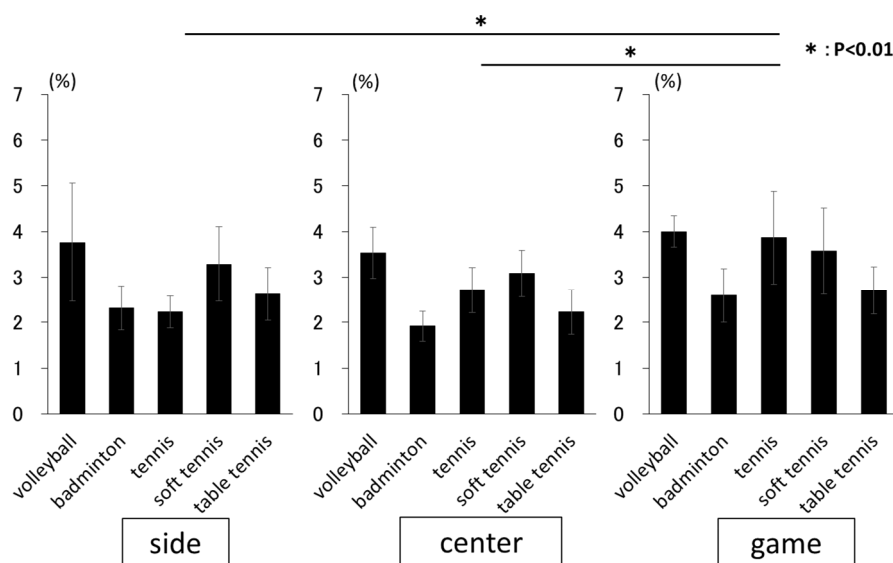 *
*
* : P<0.01
(%)
7
6
5
4
3
2
1
0
volleyball
badminton
tennis
soft tennis
table tennis
side
(%)
7
6
5
4
3
2
1
0
volleyball
badminton
tennis
soft tennis
table tennis
center
(%)
7
6
5
4
3
2
1
0
volleyball
badminton
tennis
soft tennis
table tennis
game